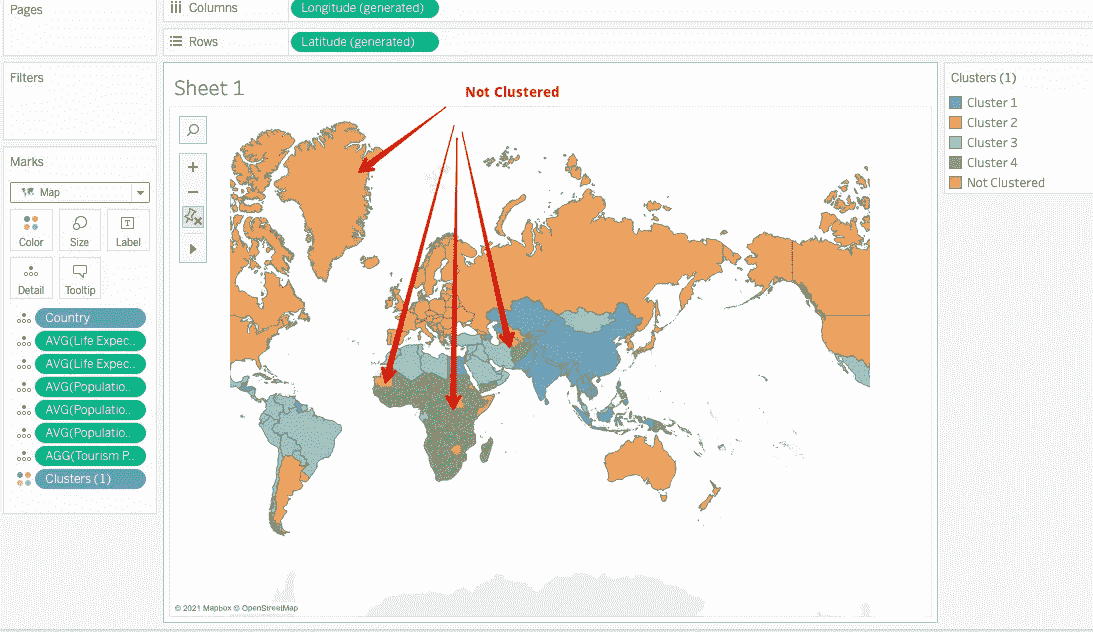 Pages
Columns
Longitude (generated)
Rows
Latitude (generated)
Filters
Sheet 1
Not Clustered
Clusters (1)
Cluster 1
Cluster 2
Cluster 3
Cluster 4
Not Clustered
Marks
Map
Color
Size
Label
Detail
Tooltip
Country
AVG(Life Expec..
AVG(Life Expec..
AVG(Populatio..
AVG(Populatio..
AVG(Populatio..
AGG(Tourism P..
Clusters (1)
© 2021 Mapbox © OpenStreetMap